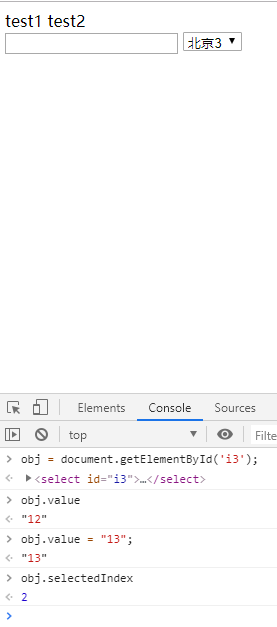 test1 test2
北京3
Elements Console Sources
top Filte
> obj = document.getElementById('i3');
<select id="i3">…</select>
> obj.value
"12"
> obj.value = "13";
"13"
> obj.selectedIndex
2
>